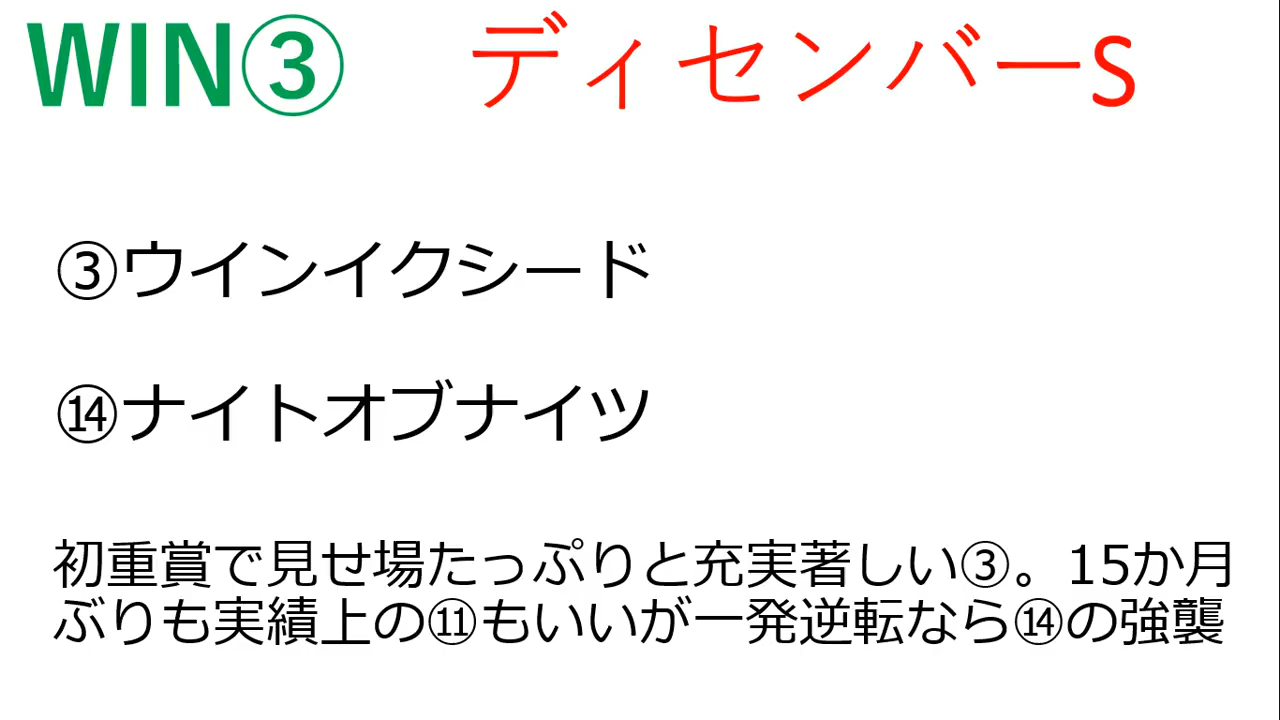 WIN③ ディセンバーS
③ウインイクシード
⑭ナイトオブナイツ
初重賞で見せ場たっぷりと充実著しい③。15か月
ぶりも実績上の⑪もいいが一発逆転なら⑭の強襲